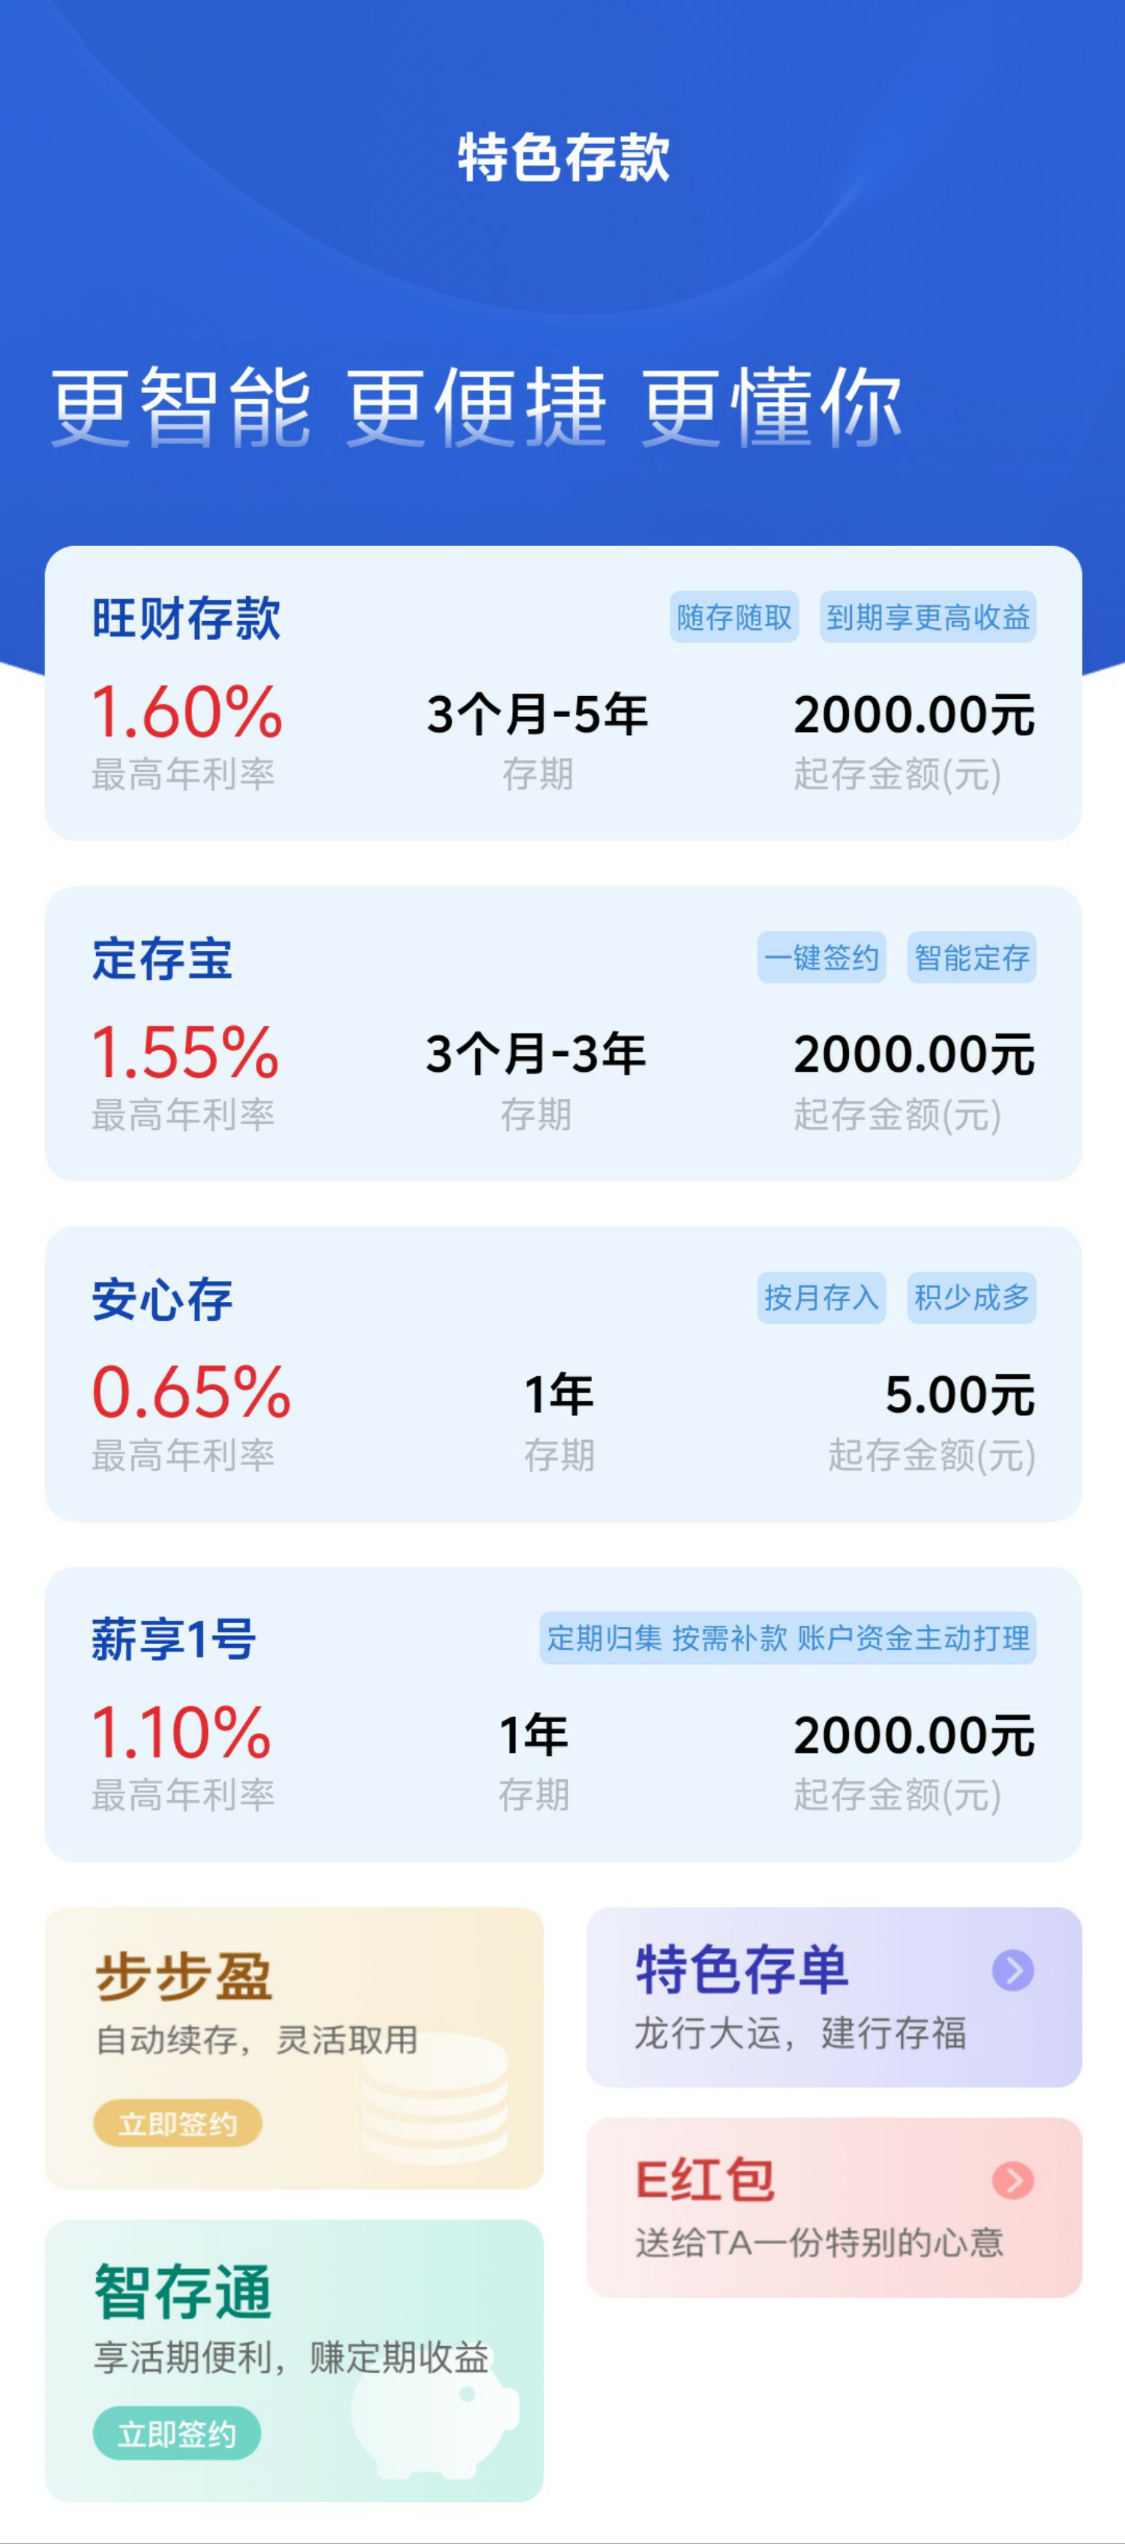 特色存款
更智能 更便捷 更懂你
旺财存款 随存随取 到期享更高收益
1.60% 3个月-5年 2000.00元
最高年利率 存期 起存金额(元)
定存宝 一键签约 智能定存
1.55% 3个月-3年 2000.00元
最高年利率 存期 起存金额(元)
安心存 按月存入 积少成多
0.65% 1年 5.00元
最高年利率 存期 起存金额(元)
薪享1号 定期归集 按需补款 账户资金主动打理
1.10% 1年 2000.00元
最高年利率 存期 起存金额(元)
步步盈
自动续存，灵活取用
立即签约
特色存单
龙行大运，建行存福
E红包
送给TA一份特别的心意
智存通
享活期便利，赚定期收益
立即签约